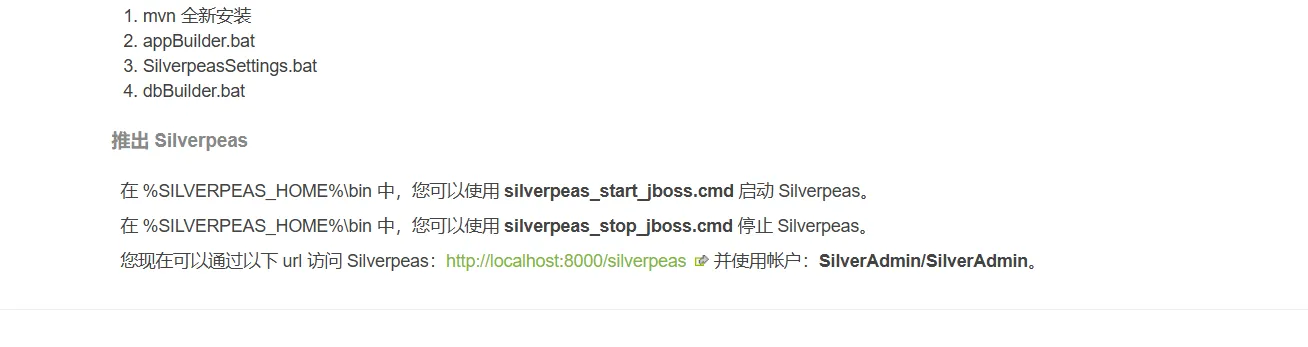 1. mvn 全新安装
2. appBuilder.bat
3. SilverpeasSettings.bat
4. dbBuilder.bat
推出 Silverpeas
在 %SILVERPEAS_HOME%\bin 中，您可以使用 silverpeas_start_jboss.cmd 启动 Silverpeas。
在 %SILVERPEAS_HOME%\bin 中，您可以使用 silverpeas_stop_jboss.cmd 停止 Silverpeas。
您现在可以通过以下 url 访问 Silverpeas：http://localhost:8000/silverpeas 并使用帐户：SilverAdmin/SilverAdmin。